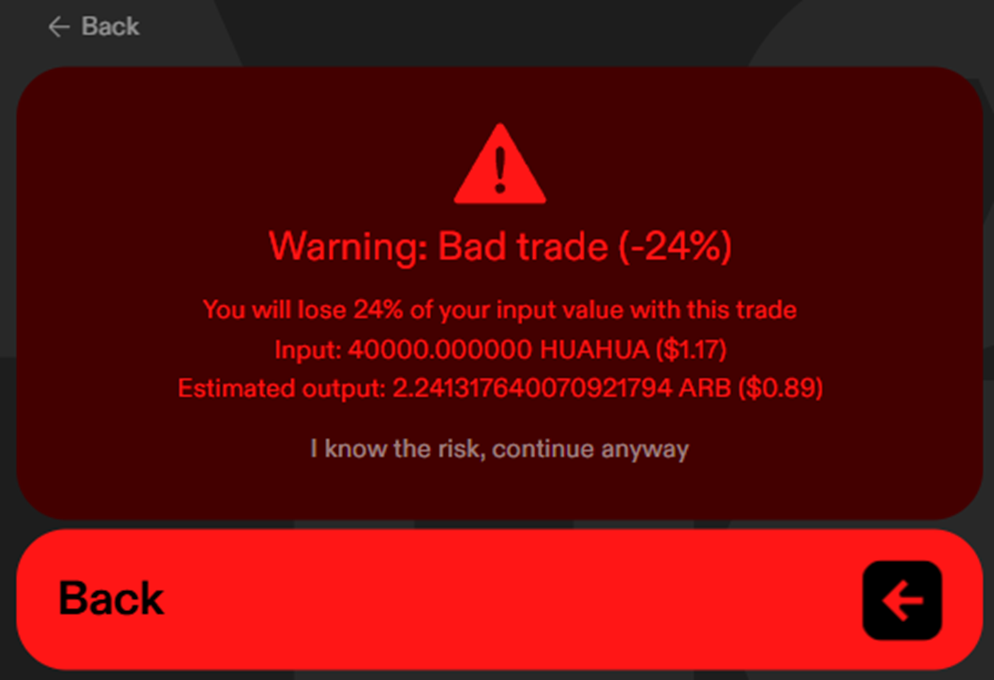 ← Back
Warning: Bad trade (-24%)
You will lose 24% of your input value with this trade
Input: 40000.000000 HUAHUA ($1.17)
Estimated output: 2.241317640070921794 ARB ($0.89)
I know the risk, continue anyway
Back